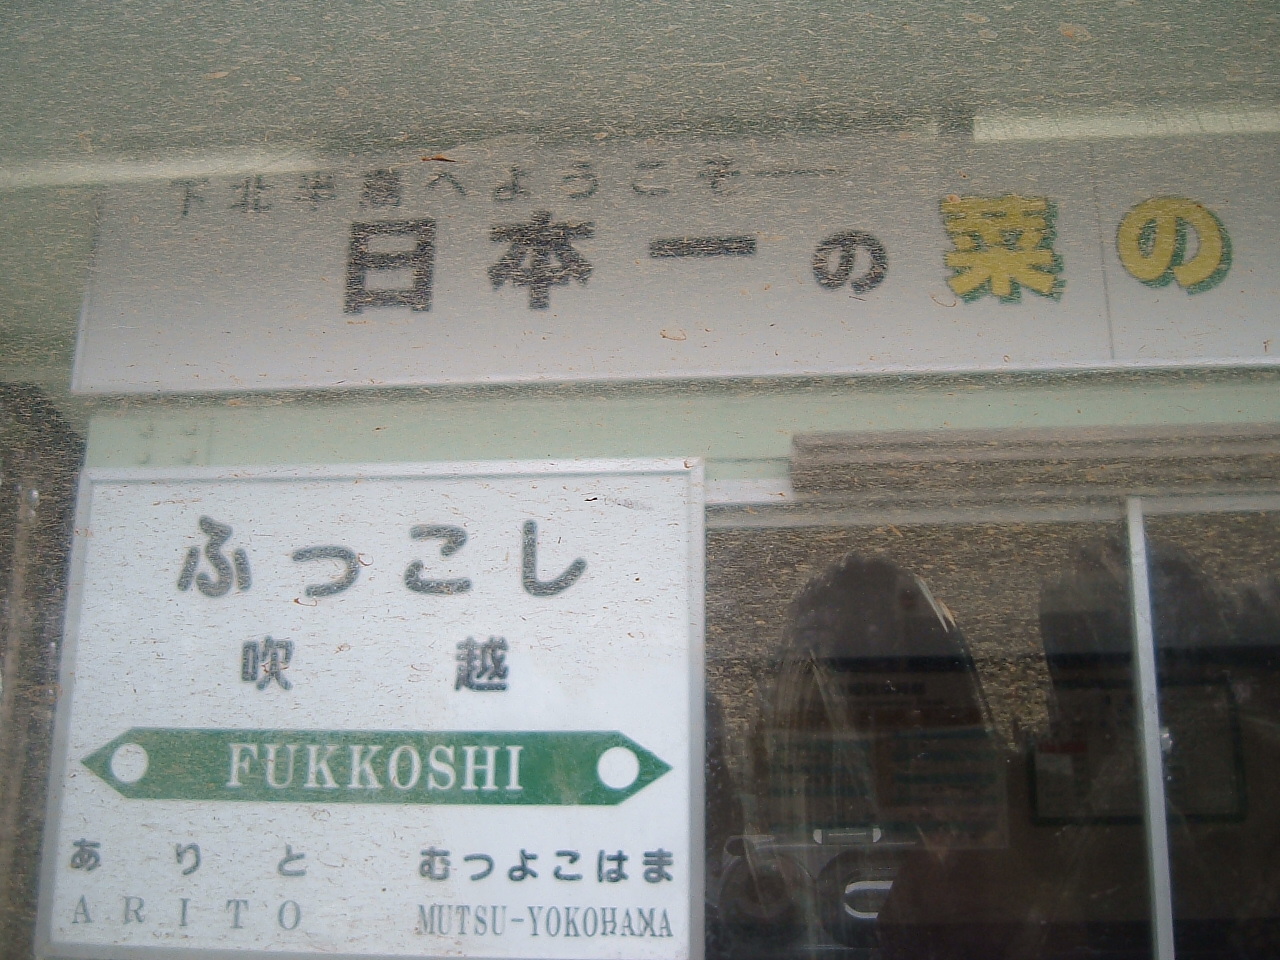 下北半島へようこそ
日本一の菜の
ふっこし
吹越
FUKKOSHI
ありと むつよこはま
ARITO MUTSU-YOKOHAMA